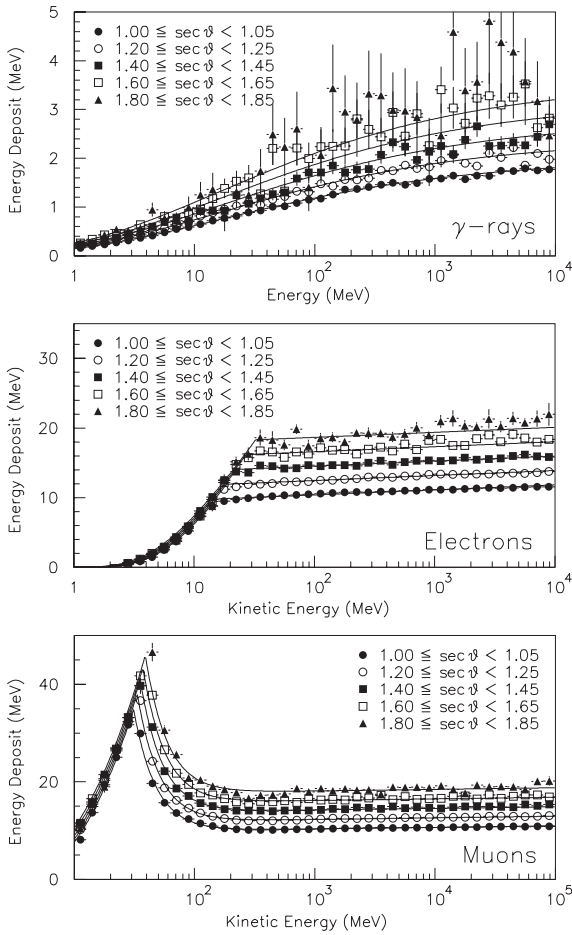 Energy Deposit (MeV)
5
4
3
2
1
0
1.00 ≤ sec ϑ < 1.05
1.20 ≤ sec ϑ < 1.25
1.40 ≤ sec ϑ < 1.45
1.60 ≤ sec ϑ < 1.65
1.80 ≤ sec ϑ < 1.85
γ-rays
1 10 10² 10³ 10⁴
Energy (MeV)
Energy Deposit (MeV)
30
20
10
0
1.00 ≤ sec ϑ < 1.05
1.20 ≤ sec ϑ < 1.25
1.40 ≤ sec ϑ < 1.45
1.60 ≤ sec ϑ < 1.65
1.80 ≤ sec ϑ < 1.85
Electrons
1 10 10² 10³ 10⁴
Kinetic Energy (MeV)
Energy Deposit (MeV)
40
20
0
1.00 ≤ sec ϑ < 1.05
1.20 ≤ sec ϑ < 1.25
1.40 ≤ sec ϑ < 1.45
1.60 ≤ sec ϑ < 1.65
1.80 ≤ sec ϑ < 1.85
Muons
10² 10³ 10⁴ 10⁵
Kinetic Energy (MeV)